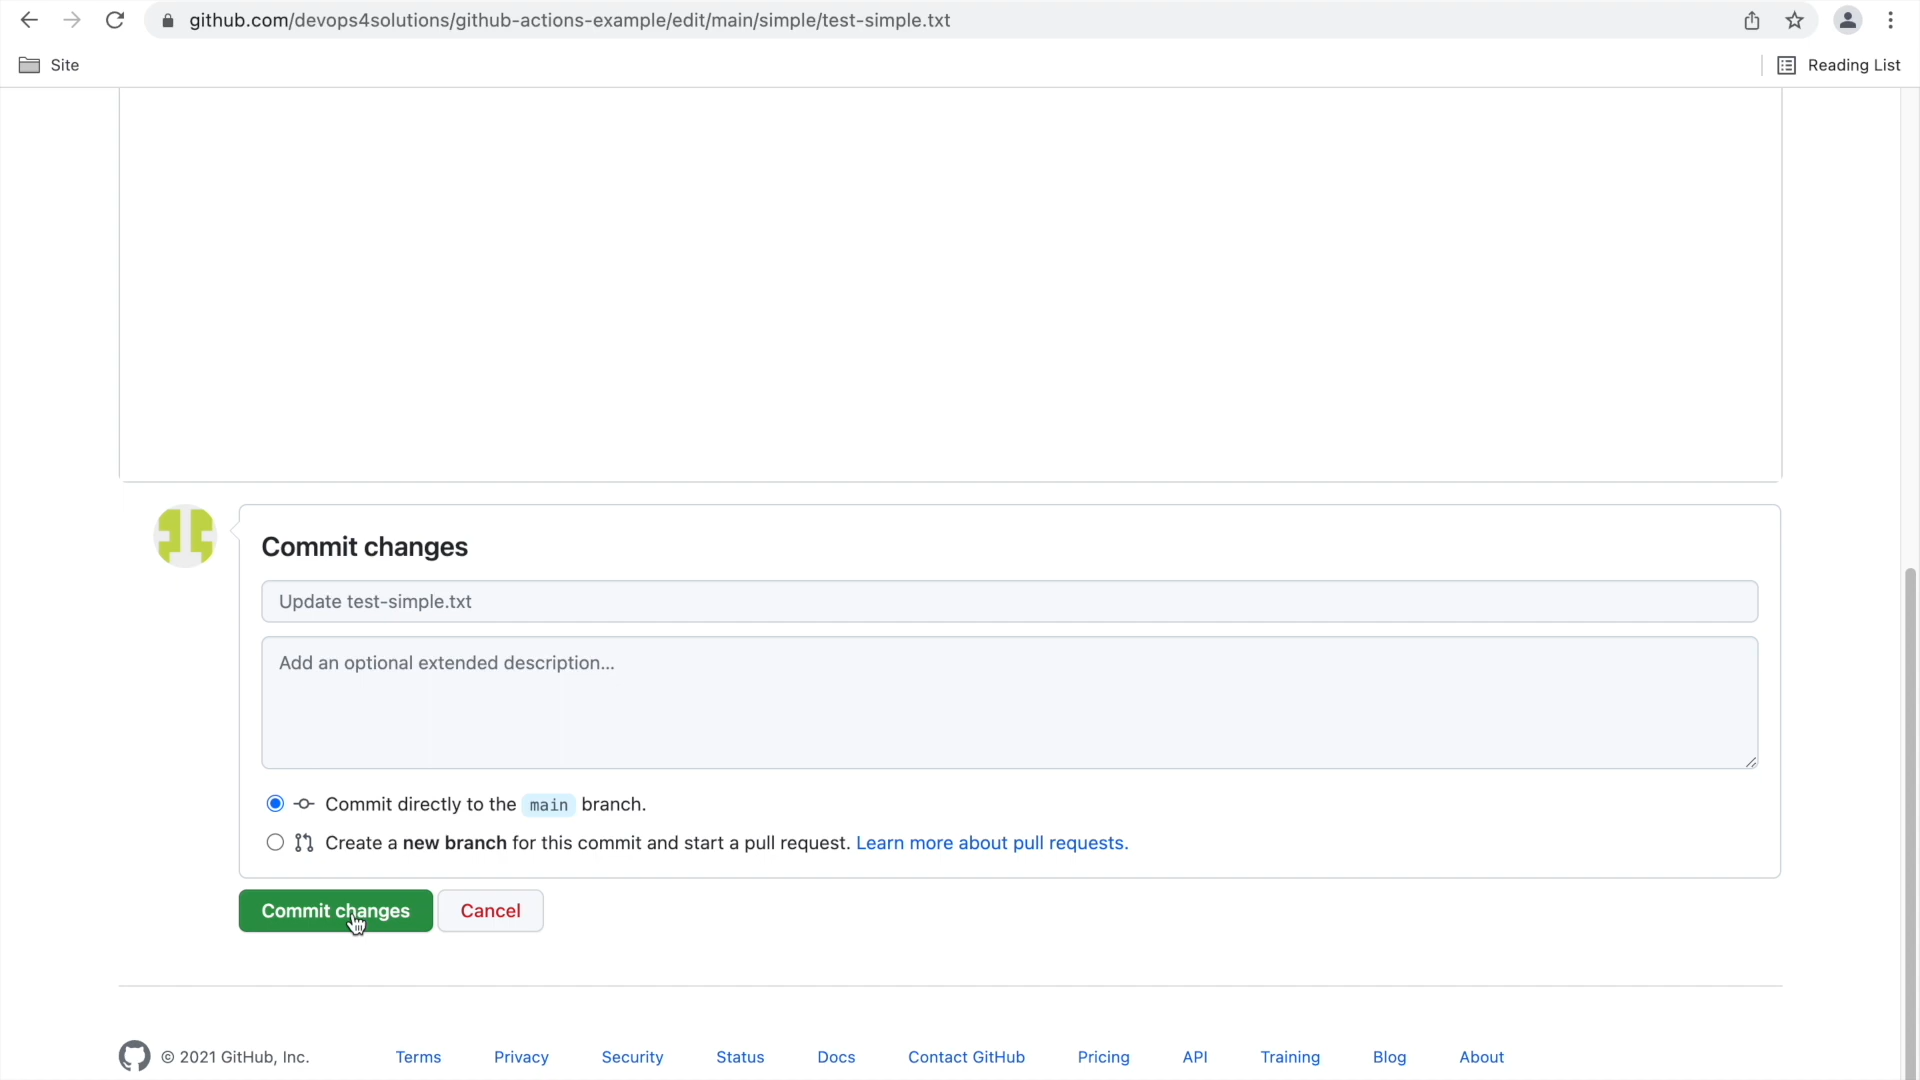 github.com/devops4solutions/github-actions-example/edit/main/simple/test-simple.txt
Site
Reading List
Commit changes
Update test-simple.txt
Add an optional extended description...
Commit directly to the main branch.
Create a new branch for this commit and start a pull request. Learn more about pull requests.
Commit changes Cancel
© 2021 GitHub, Inc. Terms Privacy Security Status Docs Contact GitHub Pricing API Training Blog About